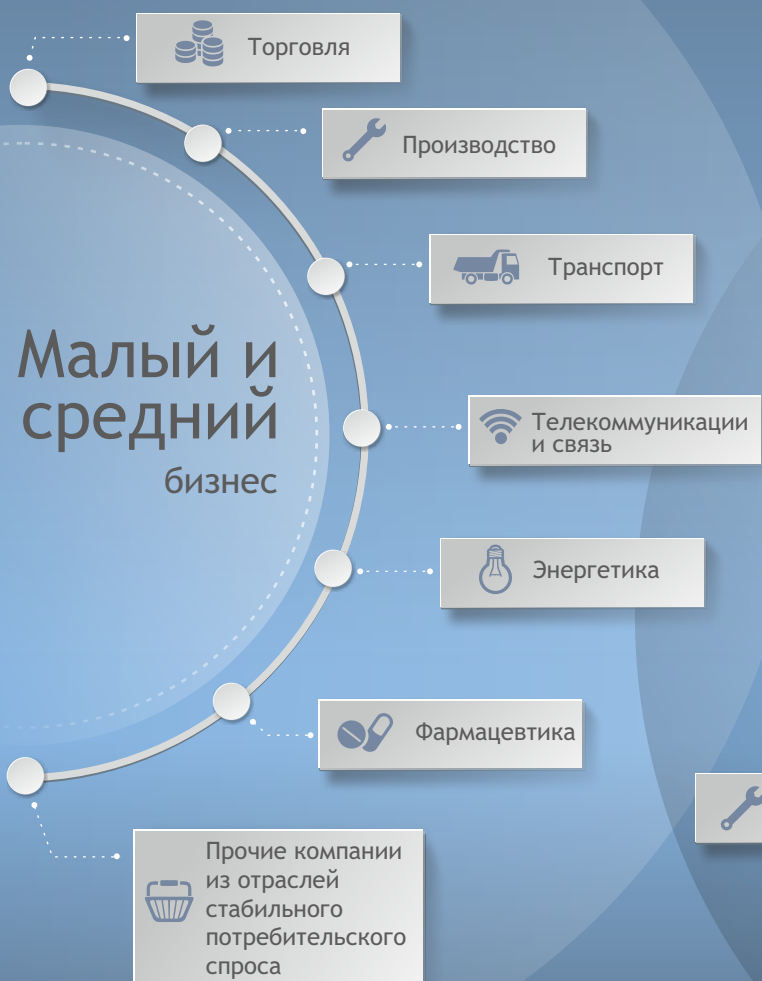 Торговля
Производство
Транспорт
Малый и
средний
бизнес
Телекоммуникации
и связь
Энергетика
Фармацевтика
Прочие компании
из отраслей
стабильного
потребительского
спроса